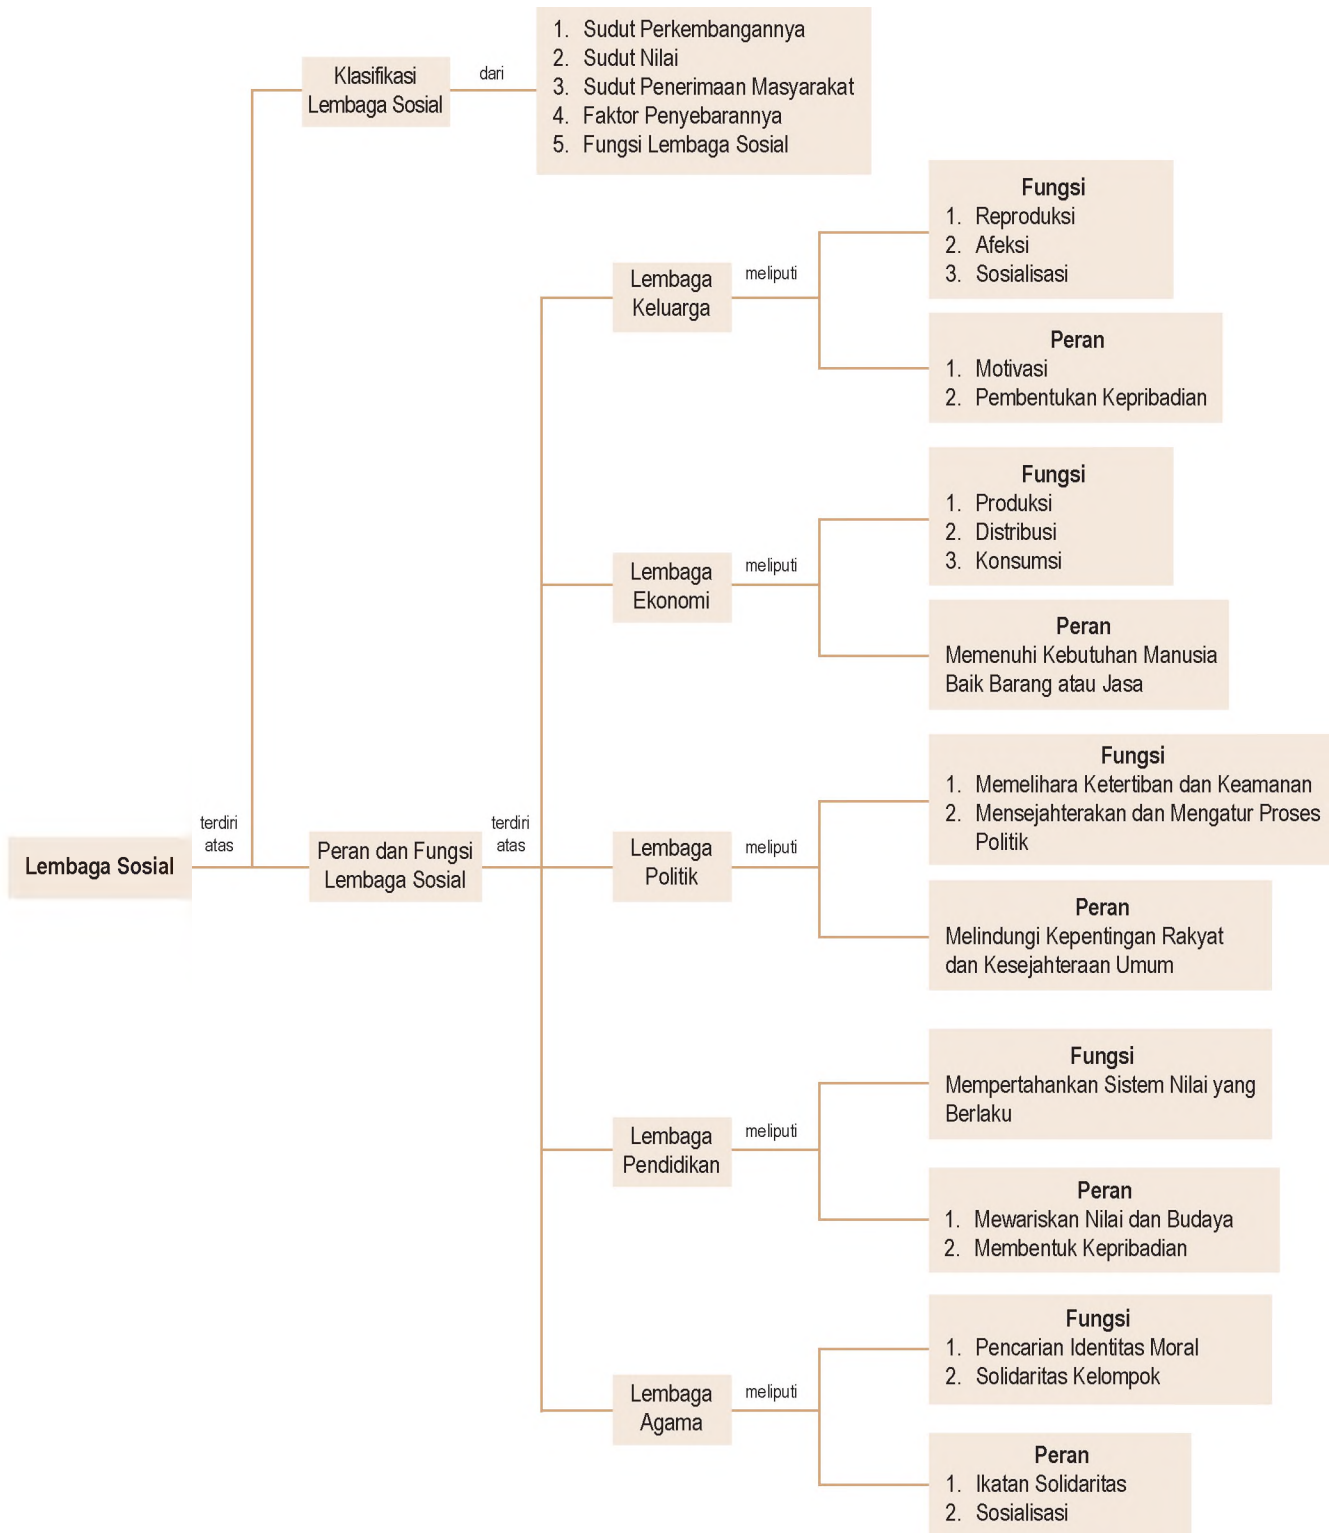 Klasifikasi
Lembaga Sosial
dari
1. Sudut Perkembangannya
2. Sudut Nilai
3. Sudut Penerimaan Masyarakat
4. Faktor Penyebarannya
5. Fungsi Lembaga Sosial
Lembaga Sosial
terdiri
atas
Peran dan Fungsi
Lembaga Sosial
terdiri
atas
Lembaga
Keluarga
meliputi
Fungsi
1. Reproduksi
2. Afeksi
3. Sosialisasi
Peran
1. Motivasi
2. Pembentukan Kepribadian
Lembaga
Ekonomi
meliputi
Fungsi
1. Produksi
2. Distribusi
3. Konsumsi
Peran
Memenuhi Kebutuhan Manusia
Baik Barang atau Jasa
Lembaga
Politik
meliputi
Fungsi
1. Memelihara Ketertiban dan Keamanan
2. Mensejahterakan dan Mengatur Proses
Politik
Peran
Melindungi Kepentingan Rakyat
dan Kesejahteraan Umum
Lembaga
Pendidikan
meliputi
Fungsi
Mempertahankan Sistem Nilai yang
Berlaku
Peran
1. Mewariskan Nilai dan Budaya
2. Membentuk Kepribadian
Lembaga
Agama
meliputi
Fungsi
1. Pencarian Identitas Moral
2. Solidaritas Kelompok
Peran
1. Ikatan Solidaritas
2. Sosialisasi